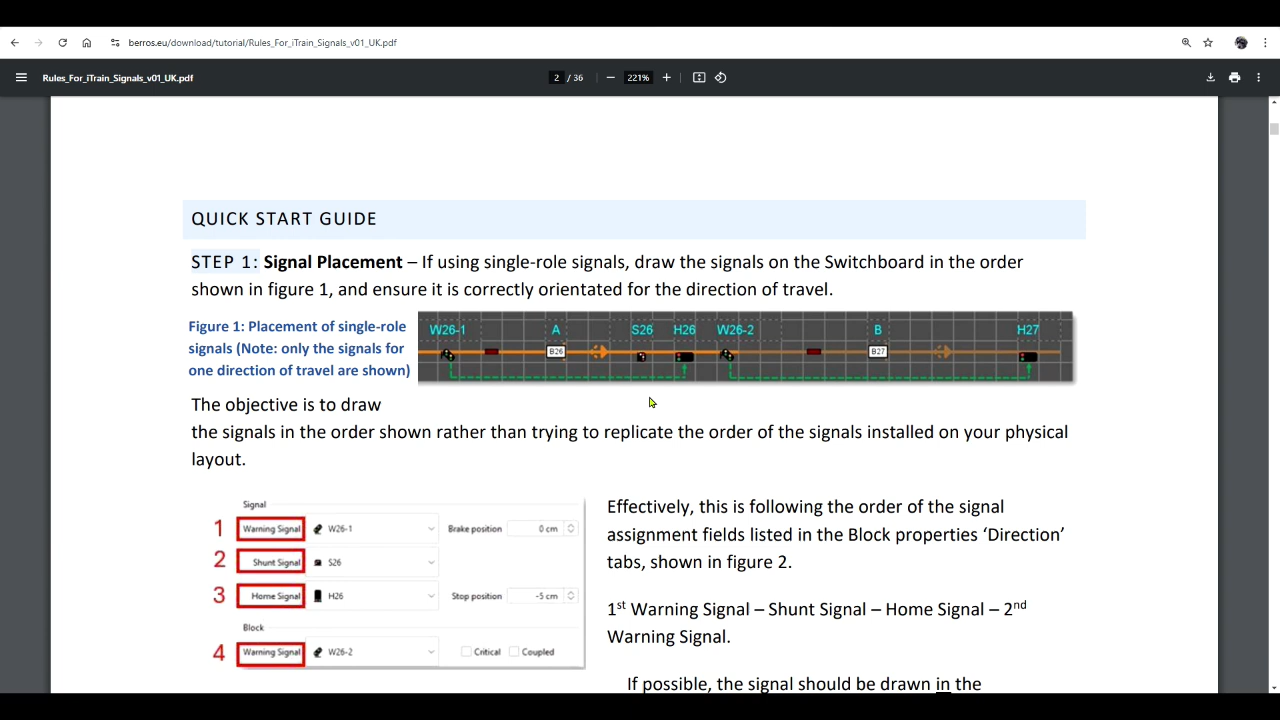 berros.eu/download/tutorial/Rules_For_iTrain_Signals_v01_UK.pdf
Rules_For_iTrain_Signals_v01_UK.pdf
2 / 36
221%
QUICK START GUIDE
STEP 1: Signal Placement – If using single-role signals, draw the signals on the Switchboard in the order
shown in figure 1, and ensure it is correctly orientated for the direction of travel.
Figure 1: Placement of single-role
signals (Note: only the signals for
one direction of travel are shown)
W26-1 A S26 H26 W26-2 B H27
B26 B27
The objective is to draw
the signals in the order shown rather than trying to replicate the order of the signals installed on your physical
layout.
Signal
1 Warning Signal W26-1 Brake position 0 cm
2 Shunt Signal S26
3 Home Signal H26 Stop position -5 cm
Block
4 Warning Signal W26-2 Critical Coupled
Effectively, this is following the order of the signal
assignment fields listed in the Block properties ‘Direction’
tabs, shown in figure 2.
1st Warning Signal – Shunt Signal – Home Signal – 2nd
Warning Signal.
If possible, the signal should be drawn in the